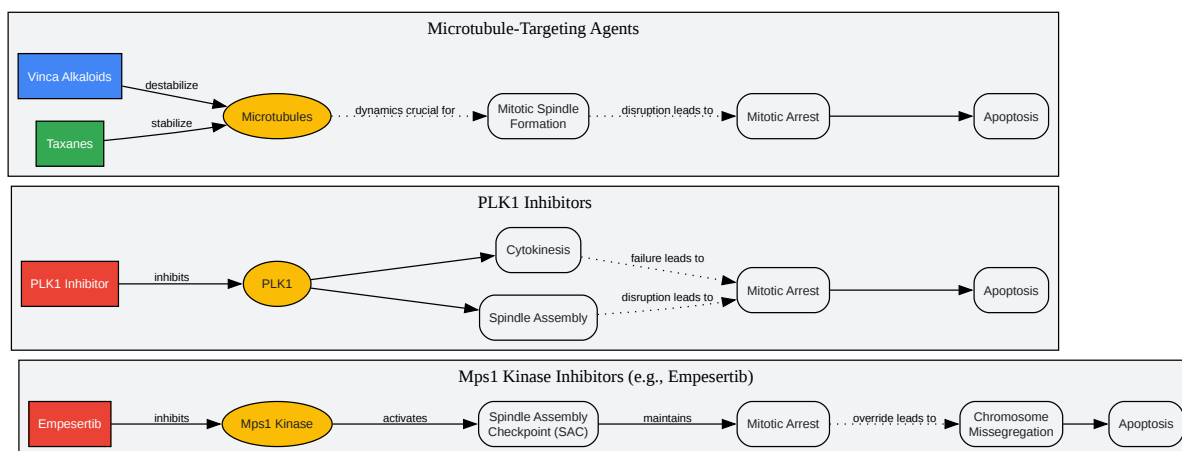 Microtubule-Targeting Agents
Vinca Alkaloids
destabilize
Taxanes
stabilize
Microtubules
dynamics crucial for
Mitotic Spindle
Formation
disruption leads to
Mitotic Arrest
Apoptosis
PLK1 Inhibitors
PLK1 Inhibitor
inhibits
PLK1
Cytokinesis
failure leads to
Spindle Assembly
disruption leads to
Mitotic Arrest
Apoptosis
Mps1 Kinase Inhibitors (e.g., Empesertib)
Empesertib
inhibits
Mps1 Kinase
activates
Spindle Assembly
Checkpoint (SAC)
maintains
Mitotic Arrest
override leads to
Chromosome
Missegregation
Apoptosis